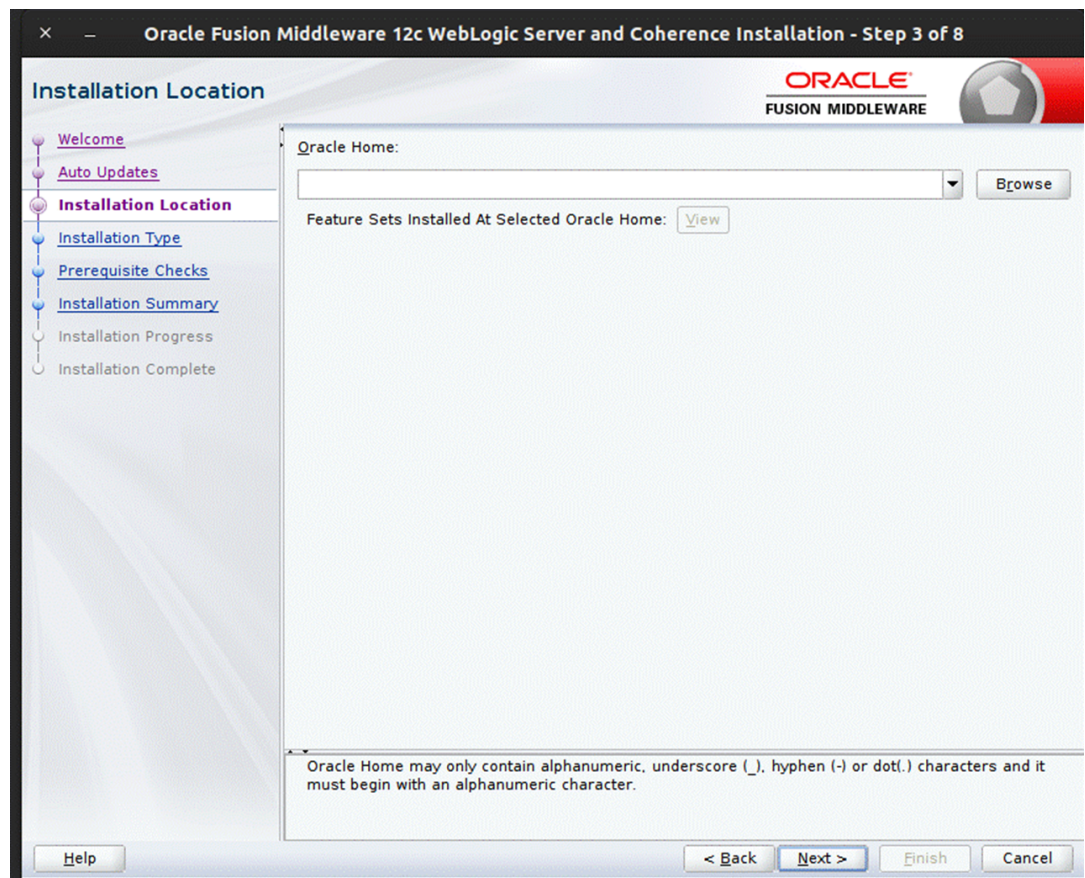 Oracle Fusion Middleware 12c WebLogic Server and Coherence Installation - Step 3 of 8
Installation Location
ORACLE
FUSION MIDDLEWARE
Welcome
Auto Updates
Installation Location
Installation Type
Prerequisite Checks
Installation Summary
Installation Progress
Installation Complete
Oracle Home:
Browse
Feature Sets Installed At Selected Oracle Home: View
Oracle Home may only contain alphanumeric, underscore (_), hyphen (-) or dot(.) characters and it
must begin with an alphanumeric character.
Help
< Back
Next >
Finish
Cancel